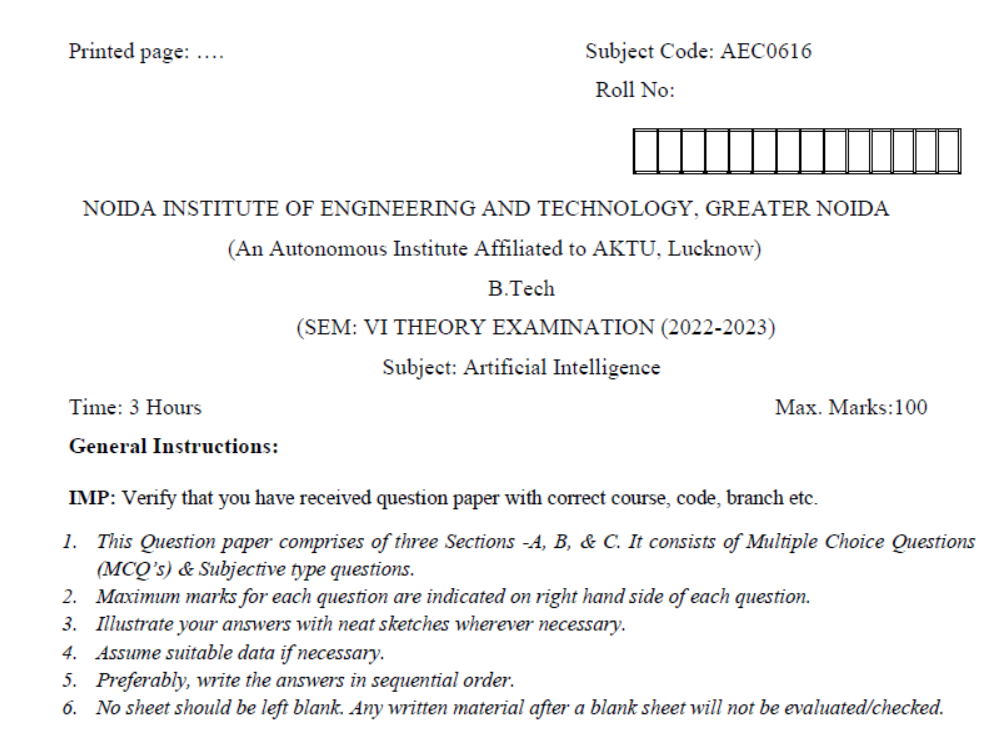 Printed page: ....
Subject Code: AEC0616
Roll No:
NOIDA INSTITUTE OF ENGINEERING AND TECHNOLOGY, GREATER NOIDA
(An Autonomous Institute Affiliated to AKTU, Lucknow)
B.Tech
(SEM: VI THEORY EXAMINATION (2022-2023)
Subject: Artificial Intelligence
Time: 3 Hours
Max. Marks:100
General Instructions:
IMP: Verify that you have received question paper with correct course, code, branch etc.
1. This Question paper comprises of three Sections -A, B, & C. It consists of Multiple Choice Questions
(MCQ's) & Subjective type questions.
2. Maximum marks for each question are indicated on right hand side of each question.
3. Illustrate your answers with neat sketches wherever necessary.
4. Assume suitable data if necessary.
5. Preferably, write the answers in sequential order.
6. No sheet should be left blank. Any written material after a blank sheet will not be evaluated/checked.